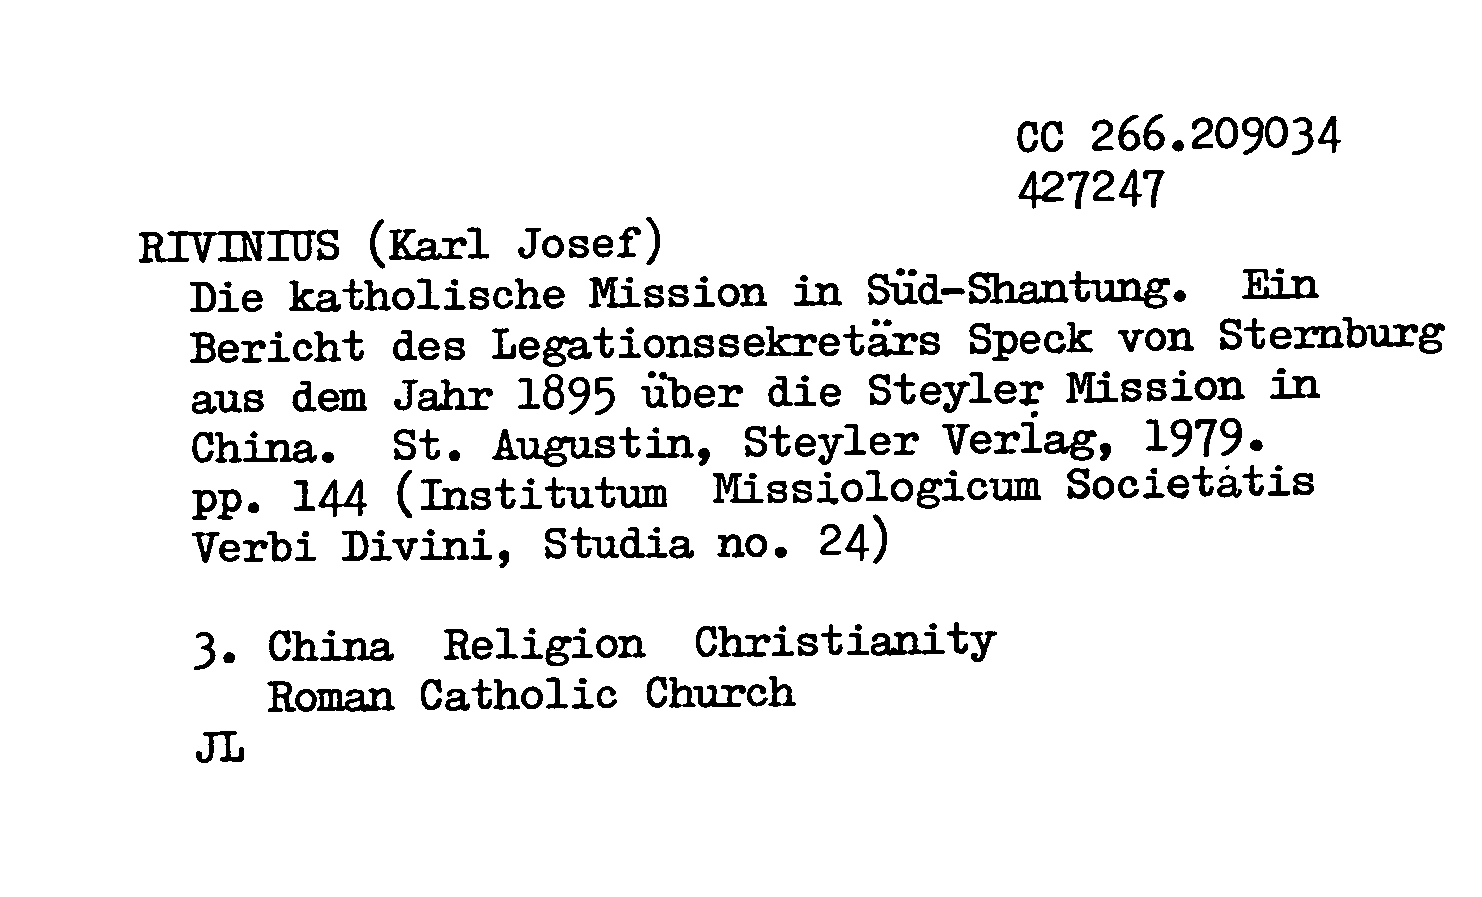 CC 266.209034
427247
RIVINIUS (Karl Josef)
Die katholische Mission in Süd-Shantung. Ein
Bericht des Legationssekretärs Speck von Sternburg
aus dem Jahr 1895 über die Steyler Mission in
China. St. Augustin, Steyler Verlag, 1979.
pp. 144 (Institutum Missiologicum Societatis
Verbi Divini, Studia no. 24)
3. China Religion Christianity
Roman Catholic Church
JL